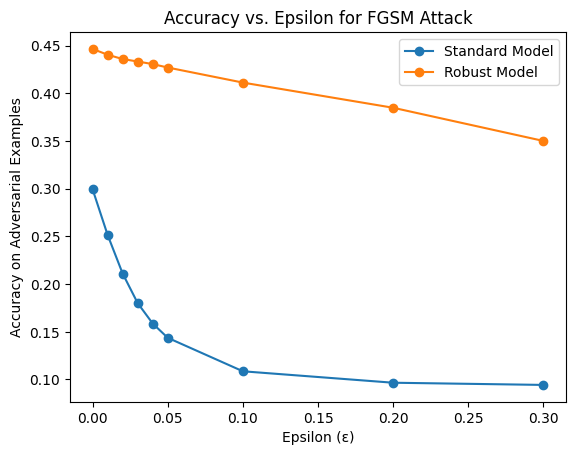 Accuracy vs. Epsilon for FGSM Attack
Standard Model
Robust Model
Accuracy on Adversarial Examples
0.45
0.40
0.35
0.30
0.25
0.20
0.15
0.10
0.00 0.05 0.10 0.15 0.20 0.25 0.30
Epsilon (ε)